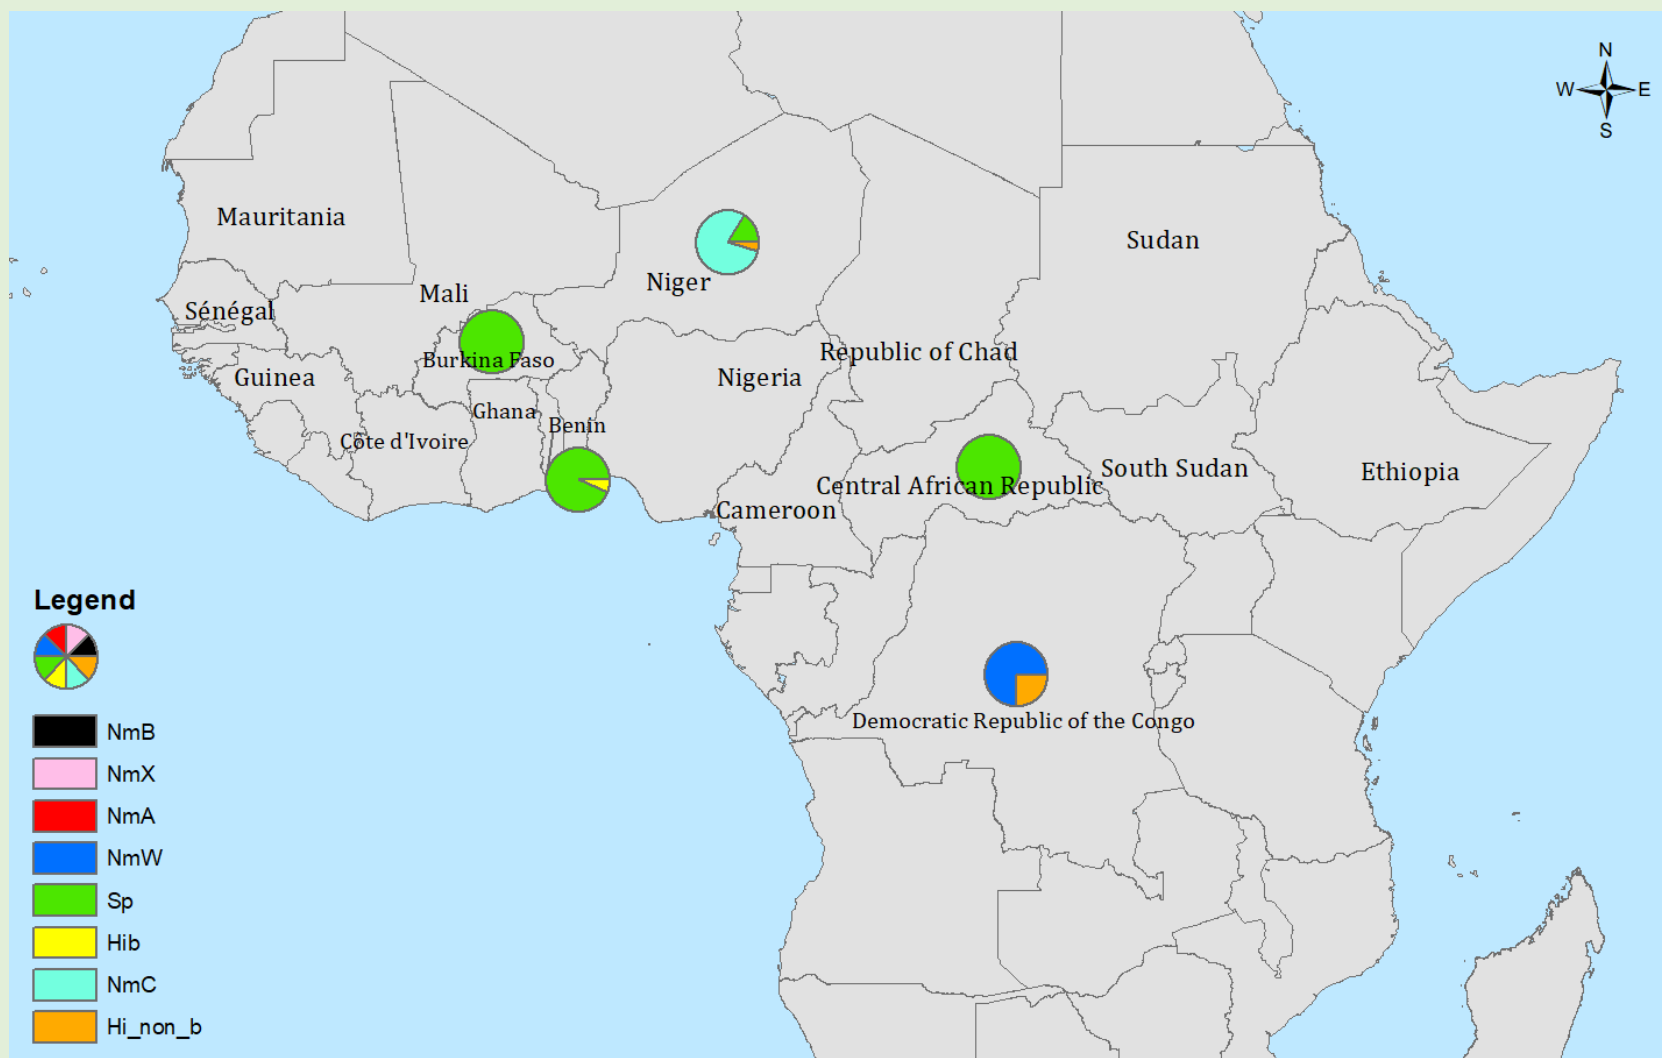 N
W E
S
Mauritania
Sudan
Niger
Mali
Sénégal
Burkina Faso
Republic of Chad
Guinea
Nigeria
Ghana
Benin
Côte d'Ivoire
South Sudan
Ethiopia
Central African Republic
Cameroon
Democratic Republic of the Congo
Legend
NmB
NmX
NmA
NmW
Sp
Hib
NmC
Hi_non_b